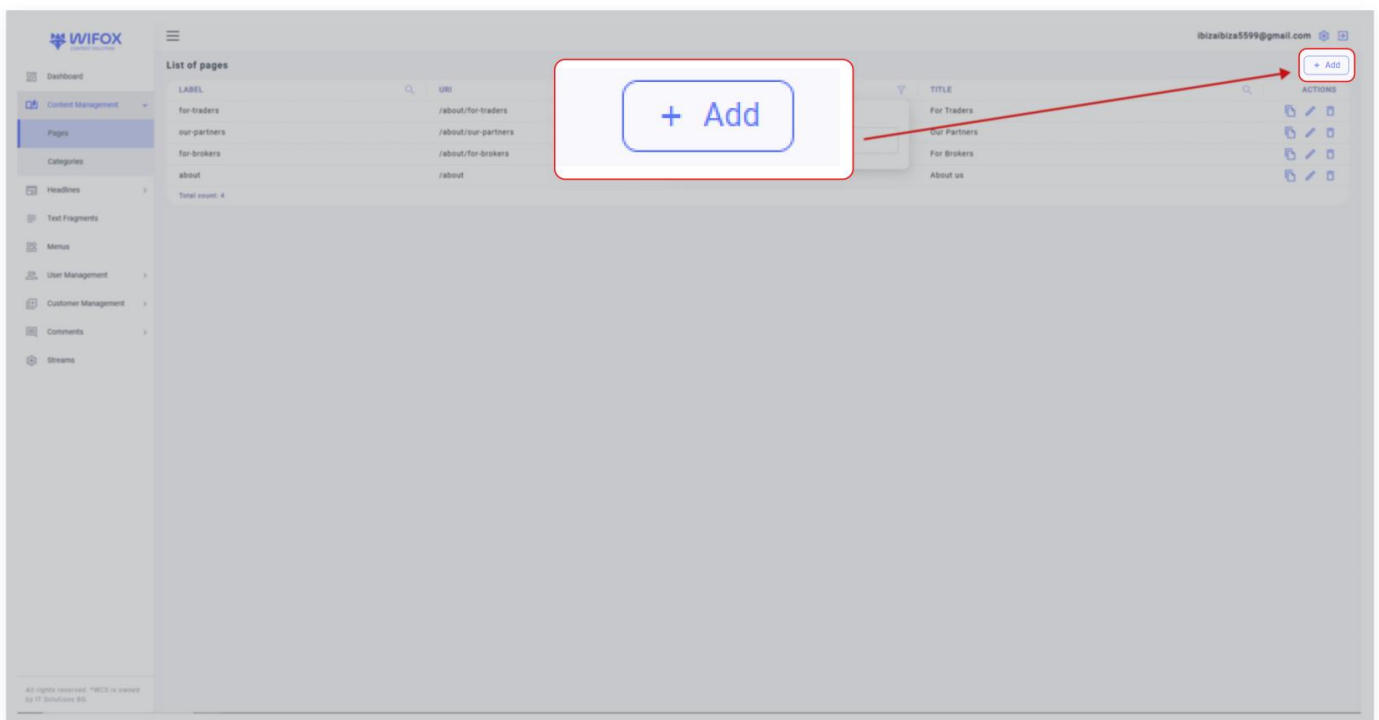 WIFOX
CONTENT SOLUTION
ibizaibiza5599@gmail.com
Dashboard
Content Management
Pages
Categories
Headlines
Text Fragments
Menus
User Management
Customer Management
Comments
Streams
List of pages
+ Add
+ Add
LABEL URI TITLE ACTIONS
for-traders /about/for-traders For Traders
our-partners /about/our-partners Our Partners
for-brokers /about/for-brokers For Brokers
about /about About us
Total count: 4
All rights reserved. *WCS is owned
by IT Solutions BG.